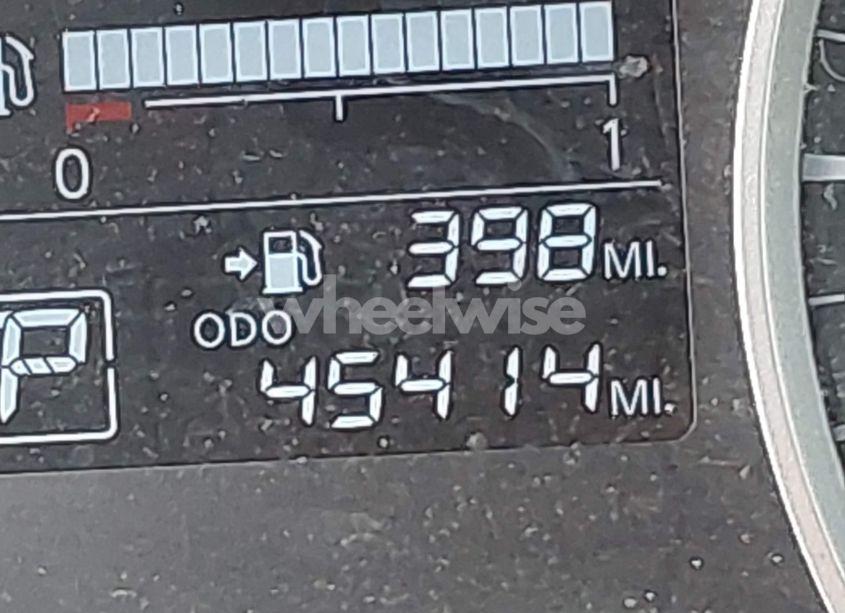 0 1
398 MI.
wheelwise
ODO
P
45414 MI.